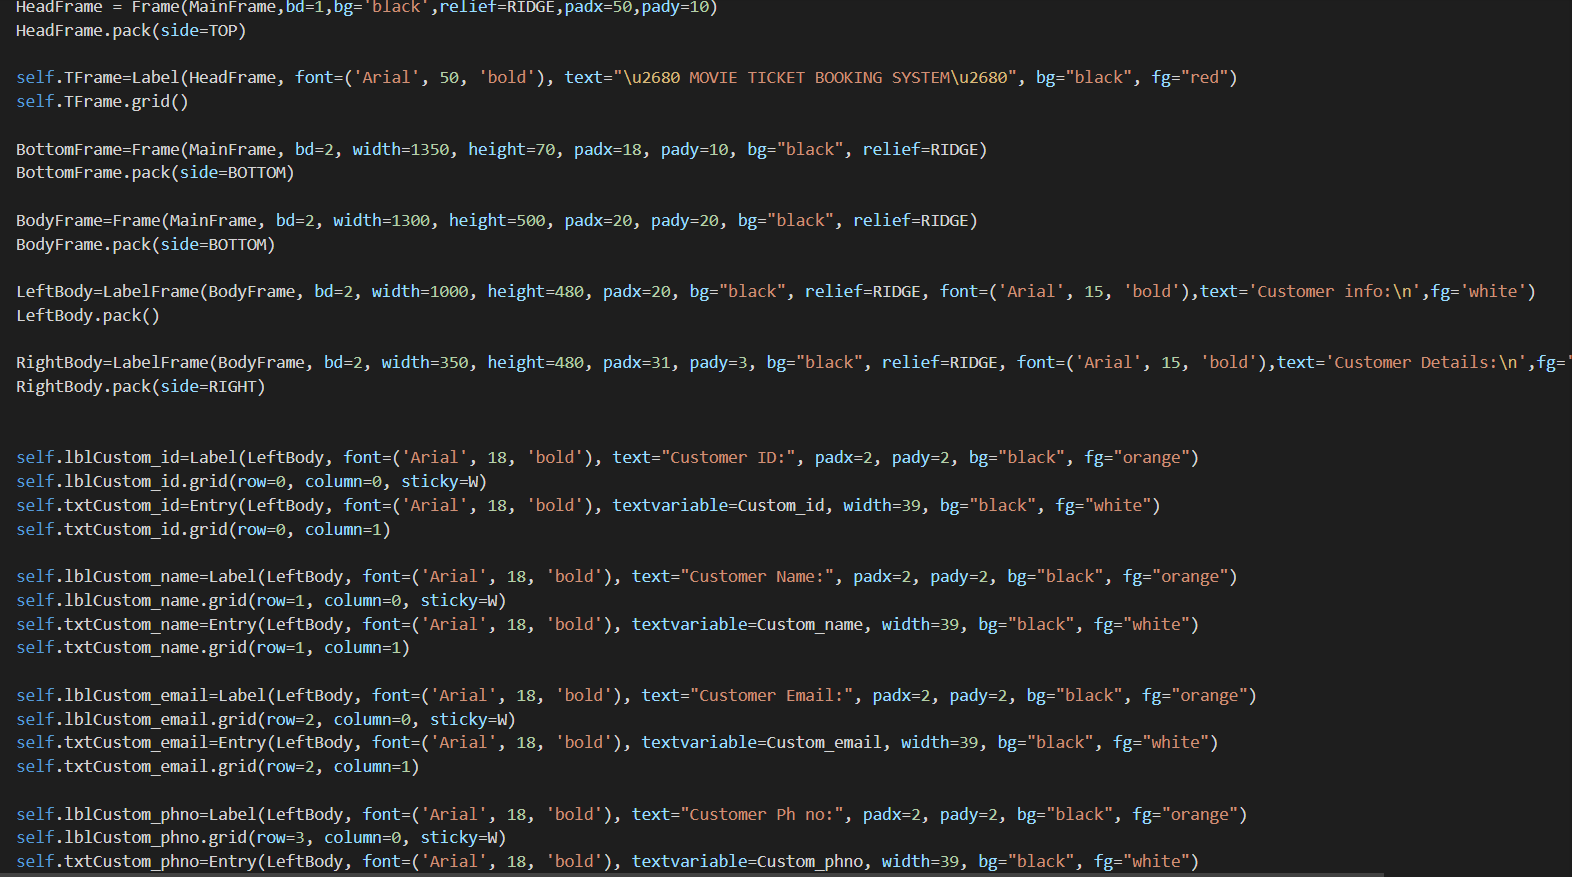 HeadFrame = Frame(MainFrame,bd=1,bg='black',relief=RIDGE,padx=50,pady=10)
HeadFrame.pack(side=TOP)
self.TFrame=Label(HeadFrame, font=('Arial', 50, 'bold'), text="\u2680 MOVIE TICKET BOOKING SYSTEM\u2680", bg="black", fg="red")
self.TFrame.grid()
BottomFrame=Frame(MainFrame, bd=2, width=1350, height=70, padx=18, pady=10, bg="black", relief=RIDGE)
BottomFrame.pack(side=BOTTOM)
BodyFrame=Frame(MainFrame, bd=2, width=1300, height=500, padx=20, pady=20, bg="black", relief=RIDGE)
BodyFrame.pack(side=BOTTOM)
LeftBody=LabelFrame(BodyFrame, bd=2, width=1000, height=480, padx=20, bg="black", relief=RIDGE, font=('Arial', 15, 'bold'),text='Customer info:\n',fg='white')
LeftBody.pack()
RightBody=LabelFrame(BodyFrame, bd=2, width=350, height=480, padx=31, pady=3, bg="black", relief=RIDGE, font=('Arial', 15, 'bold'),text='Customer Details:\n',fg='
RightBody.pack(side=RIGHT)
self.lblCustom_id=Label(LeftBody, font=('Arial', 18, 'bold'), text="Customer ID:", padx=2, pady=2, bg="black", fg="orange")
self.lblCustom_id.grid(row=0, column=0, sticky=W)
self.txtCustom_id=Entry(LeftBody, font=('Arial', 18, 'bold'), textvariable=Custom_id, width=39, bg="black", fg="white")
self.txtCustom_id.grid(row=0, column=1)
self.lblCustom_name=Label(LeftBody, font=('Arial', 18, 'bold'), text="Customer Name:", padx=2, pady=2, bg="black", fg="orange")
self.lblCustom_name.grid(row=1, column=0, sticky=W)
self.txtCustom_name=Entry(LeftBody, font=('Arial', 18, 'bold'), textvariable=Custom_name, width=39, bg="black", fg="white")
self.txtCustom_name.grid(row=1, column=1)
self.lblCustom_email=Label(LeftBody, font=('Arial', 18, 'bold'), text="Customer Email:", padx=2, pady=2, bg="black", fg="orange")
self.lblCustom_email.grid(row=2, column=0, sticky=W)
self.txtCustom_email=Entry(LeftBody, font=('Arial', 18, 'bold'), textvariable=Custom_email, width=39, bg="black", fg="white")
self.txtCustom_email.grid(row=2, column=1)
self.lblCustom_phno=Label(LeftBody, font=('Arial', 18, 'bold'), text="Customer Ph no:", padx=2, pady=2, bg="black", fg="orange")
self.lblCustom_phno.grid(row=3, column=0, sticky=W)
self.txtCustom_phno=Entry(LeftBody, font=('Arial', 18, 'bold'), textvariable=Custom_phno, width=39, bg="black", fg="white")